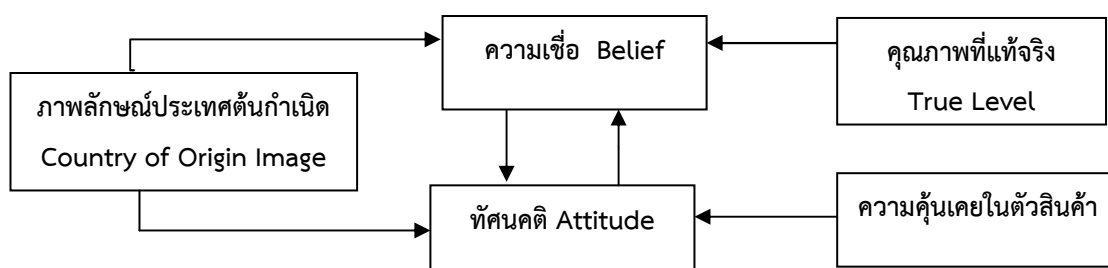 ความเชื่อ  Belief
คุณภาพที่แท้จริง
True Level
ภาพลักษณ์ประเทศต้นกำเนิด
Country of Origin Image
ทัศนคติ Attitude
ความคุ้นเคยในตัวสินค้า